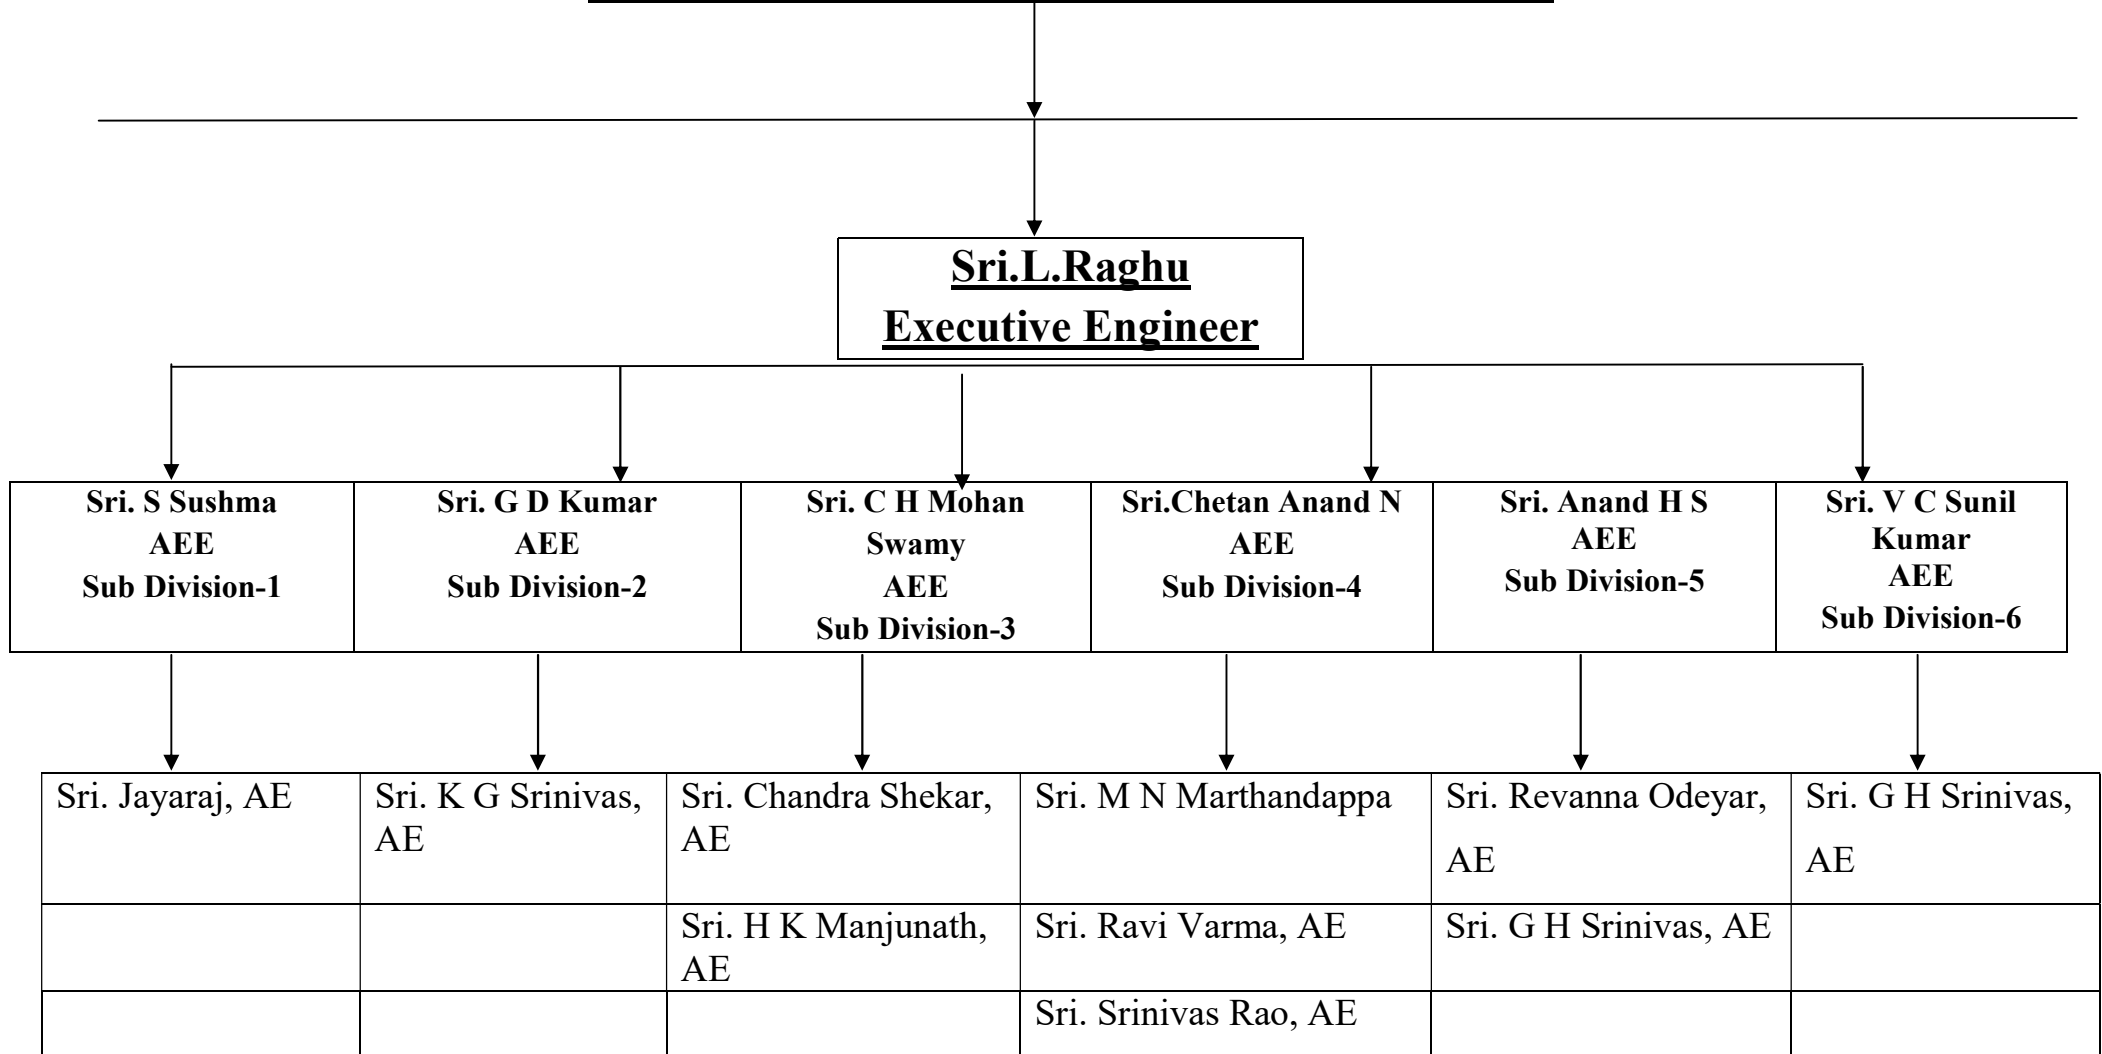 Sri.L.Raghu
Executive Engineer
Sri. S Sushma
AEE
Sub Division-1
Sri. G D Kumar
AEE
Sub Division-2
Sri. C H Mohan
Swamy
AEE
Sub Division-3
Sri.Chetan Anand N
AEE
Sub Division-4
Sri. Anand H S
AEE
Sub Division-5
Sri. V C Sunil
Kumar
AEE
Sub Division-6
Sri. Jayaraj, AE
Sri. K G Srinivas,
AE
Sri. Chandra Shekar,
AE
Sri. M N Marthandappa
Sri. Revanna Odeyar,
AE
Sri. G H Srinivas,
AE
Sri. H K Manjunath,
AE
Sri. Ravi Varma, AE
Sri. G H Srinivas, AE
Sri. Srinivas Rao, AE